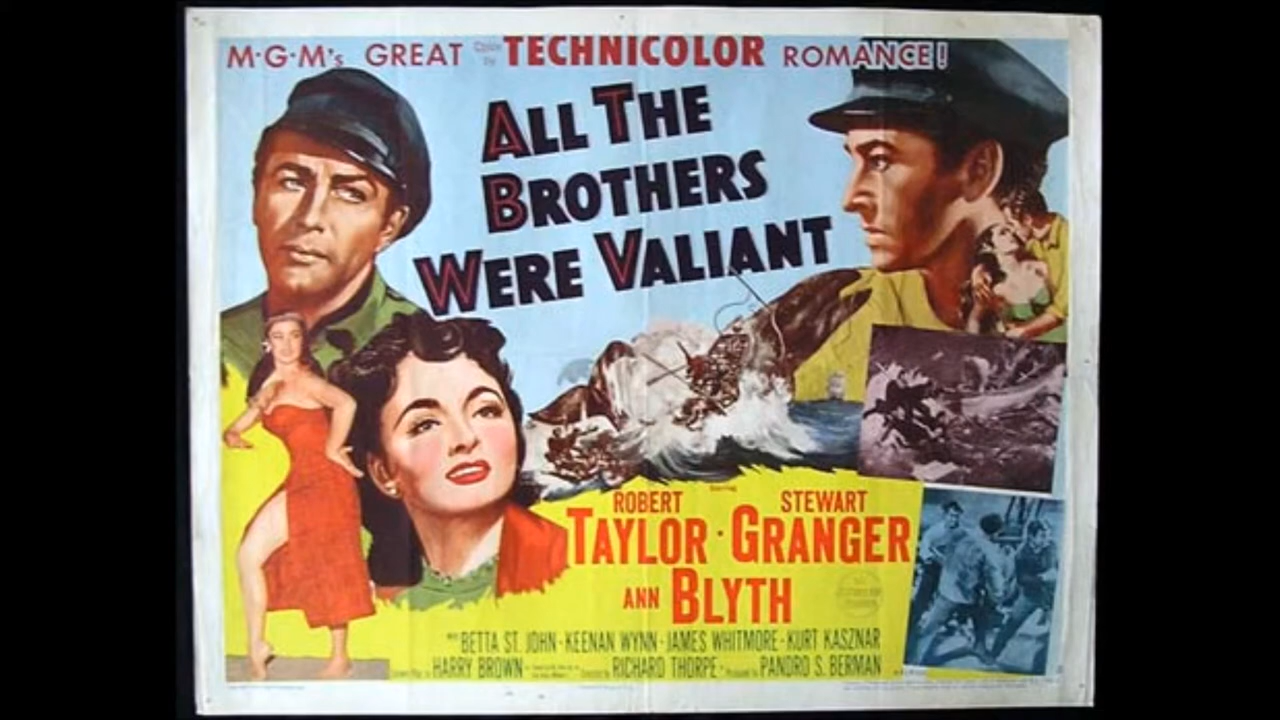 M·G·M's GREAT TECHNICOLOR ROMANCE!
ALL THE
BROTHERS
WERE VALIANT
ROBERT STEWART
TAYLOR · GRANGER
ANN BLYTH
BETTA ST. JOHN · KEENAN WYNN · JAMES WHITMORE · KURT KASZNAR
HARRY BROWN · RICHARD THORPE · PANDRO S. BERMAN